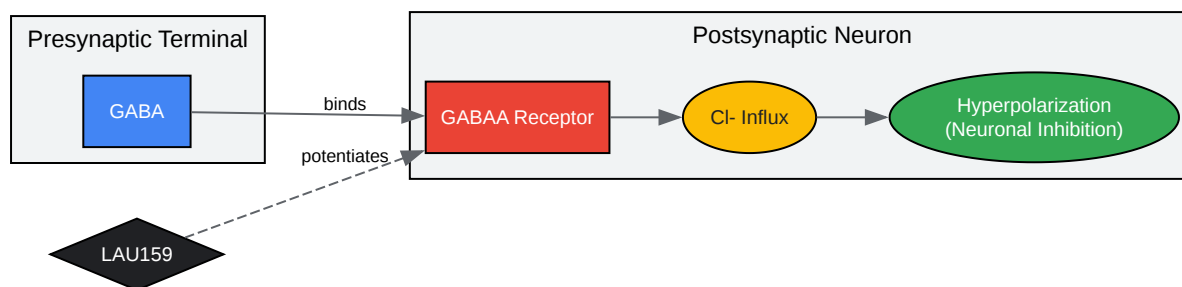 Presynaptic Terminal
Postsynaptic Neuron
GABA
binds
GABAA Receptor
Cl- Influx
Hyperpolarization
(Neuronal Inhibition)
potentiates
LAU159